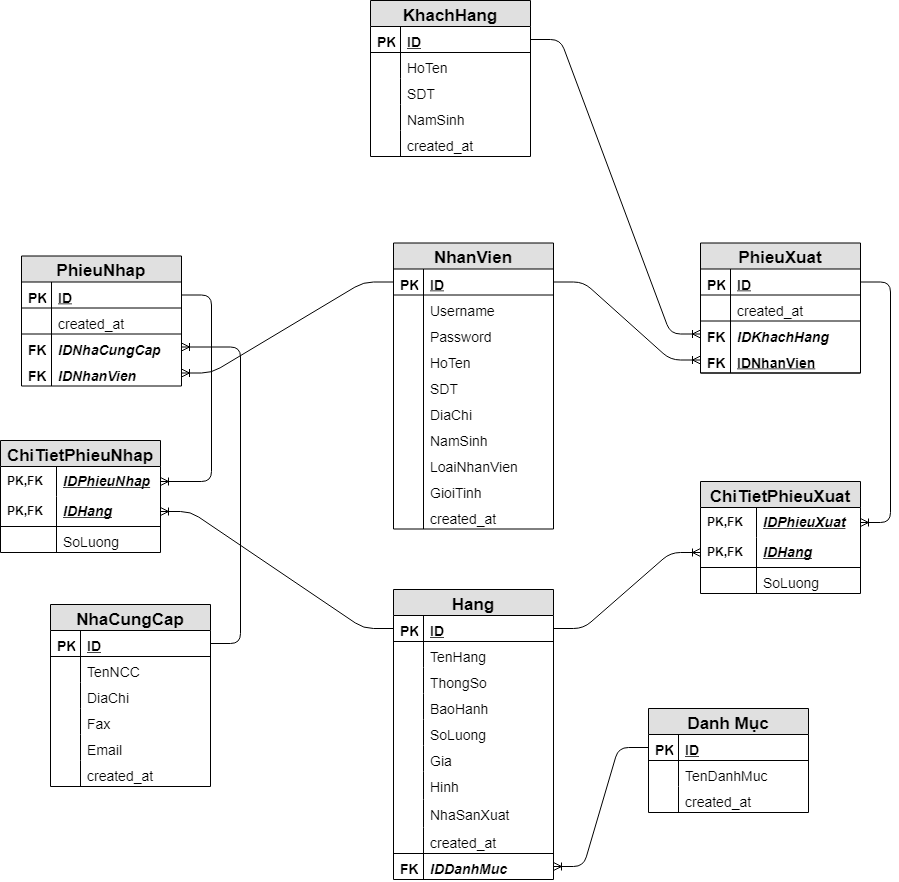 KhachHang
PK ID
HoTen
SDT
NamSinh
created_at
PhieuNhap
PK ID
created_at
FK IDNhaCungCap
FK IDNhanVien
NhanVien
PK ID
Username
Password
HoTen
SDT
DiaChi
NamSinh
LoaiNhanVien
GioiTinh
created_at
PhieuXuat
PK ID
created_at
FK IDKhachHang
FK IDNhanVien
ChiTietPhieuNhap
PK,FK IDPhieuNhap
PK,FK IDHang
SoLuong
ChiTietPhieuXuat
PK,FK IDPhieuXuat
PK,FK IDHang
SoLuong
NhaCungCap
PK ID
TenNCC
DiaChi
Fax
Email
created_at
Hang
PK ID
TenHang
ThongSo
BaoHanh
SoLuong
Gia
Hinh
NhaSanXuat
created_at
FK IDDanhMuc
Danh Mục
PK ID
TenDanhMuc
created_at